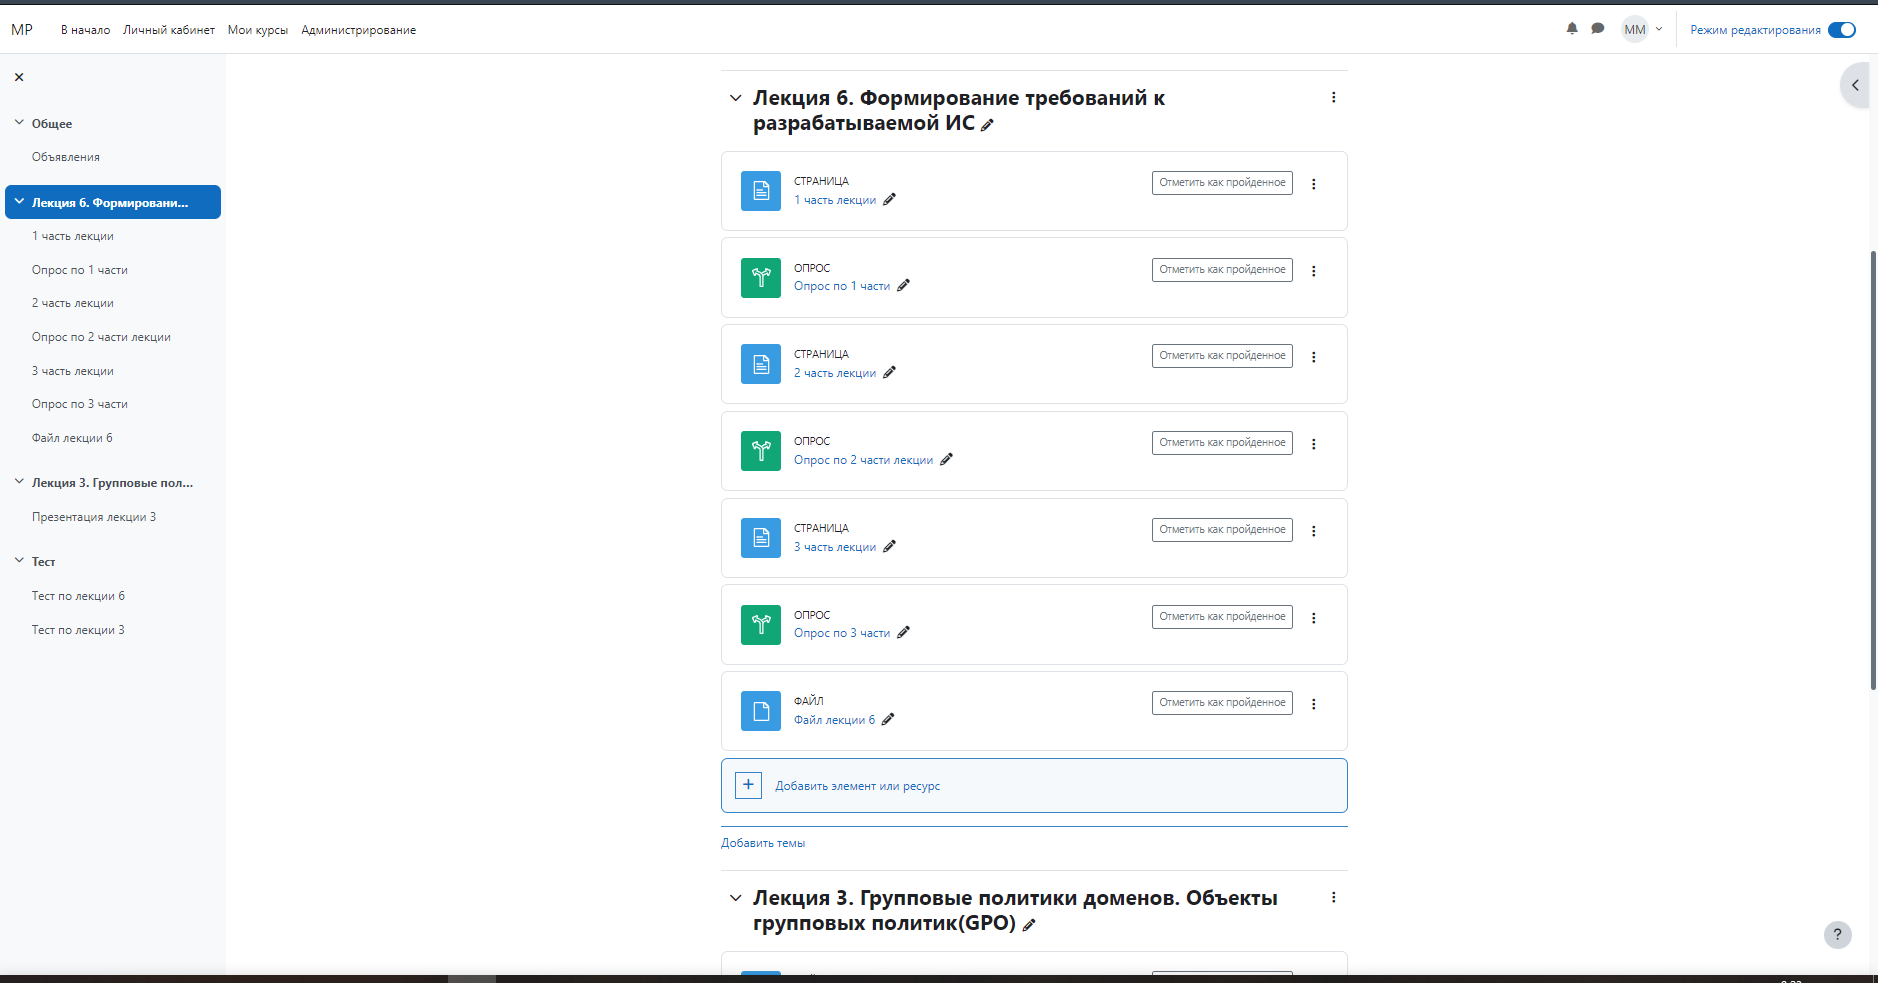 МР
В начало
Личный кабинет
Мои курсы
Администрирование
ММ
Режим редактирования
Общее
Объявления
Лекция 6. Формировани...
1 часть лекции
Опрос по 1 части
2 часть лекции
Опрос по 2 части лекции
3 часть лекции
Опрос по 3 части
Файл лекции 6
Лекция 3. Групповые пол...
Презентация лекции 3
Тест
Тест по лекции 6
Тест по лекции 3
Лекция 6. Формирование требований к
разрабатываемой ИС
СТРАНИЦА
1 часть лекции
Отметить как пройденное
ОПРОС
Опрос по 1 части
Отметить как пройденное
СТРАНИЦА
2 часть лекции
Отметить как пройденное
ОПРОС
Опрос по 2 части лекции
Отметить как пройденное
СТРАНИЦА
3 часть лекции
Отметить как пройденное
ОПРОС
Опрос по 3 части
Отметить как пройденное
ФАЙЛ
Файл лекции 6
Отметить как пройденное
Добавить элемент или ресурс
Добавить темы
Лекция 3. Групповые политики доменов. Объекты
групповых политик(GPO)
?